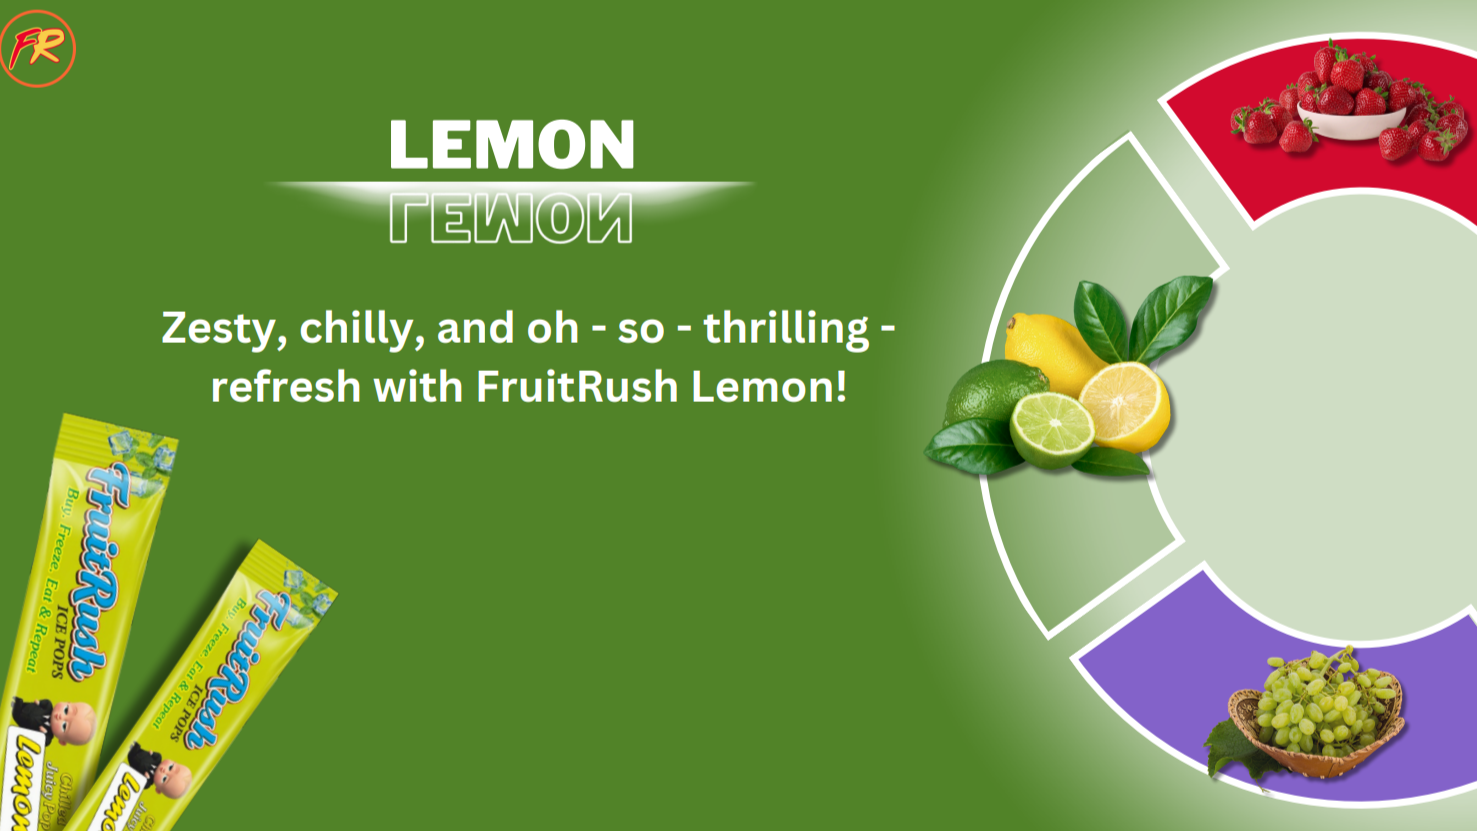 FR
LEMON
LEMON
Zesty, chilly, and oh - so - thrilling -
refresh with FruitRush Lemon!
FruitRush
ICE POPS
Buy, Freeze, Eat & Repeat
Lemon
FruitRush
ICE POPS
Buy, Freeze, Eat & Repeat